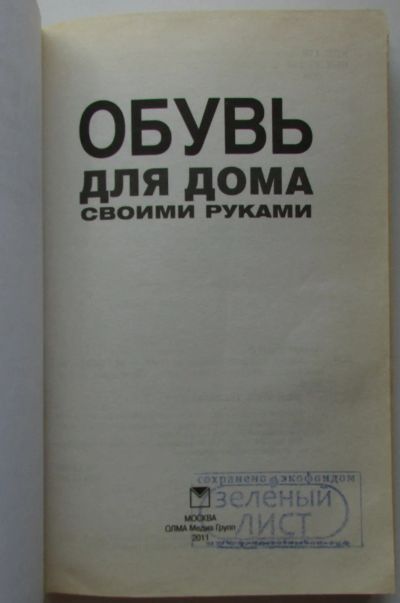 ОБУВЬ
ДЛЯ ДОМА
СВОИМИ РУКАМИ
сохранено экофондом
зеленый
ЛИСТ
МОСКВА
ОЛМА Медиа Групп
2011